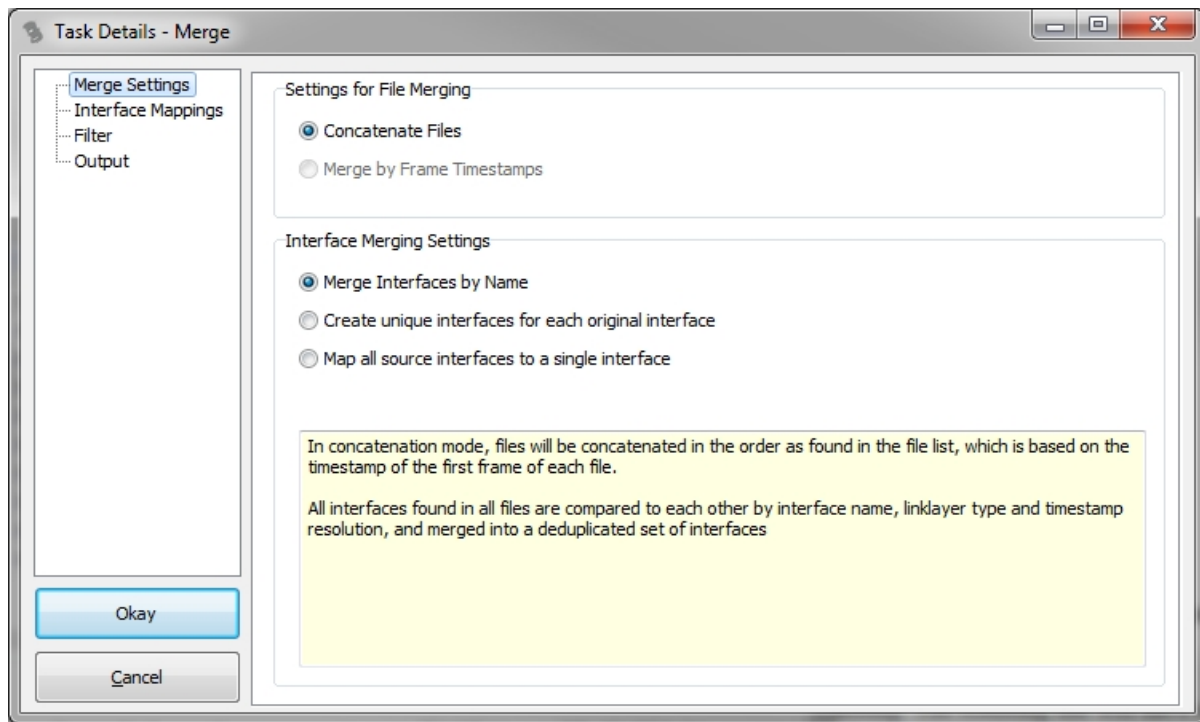 Task Details - Merge
Merge Settings
Interface Mappings
Filter
Output
Okay
Cancel
Settings for File Merging
Concatenate Files
Merge by Frame Timestamps
Interface Merging Settings
Merge Interfaces by Name
Create unique interfaces for each original interface
Map all source interfaces to a single interface
In concatenation mode, files will be concatenated in the order as found in the file list, which is based on the
timestamp of the first frame of each file.
All interfaces found in all files are compared to each other by interface name, linklayer type and timestamp
resolution, and merged into a deduplicated set of interfaces